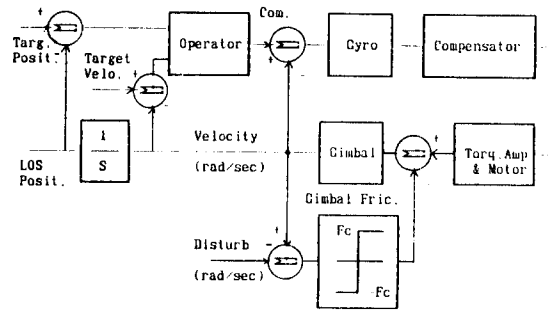 Com.
Targ.
Posit.
Target
Velo.
Operator
Gyro
Compensator
LOS
Posit.
1
S
Velocity
(rad/sec)
Gimbal
Torq.Amp
& Motor
Gimbal Fric.
Disturb
(rad/sec)
Fc
-Fc